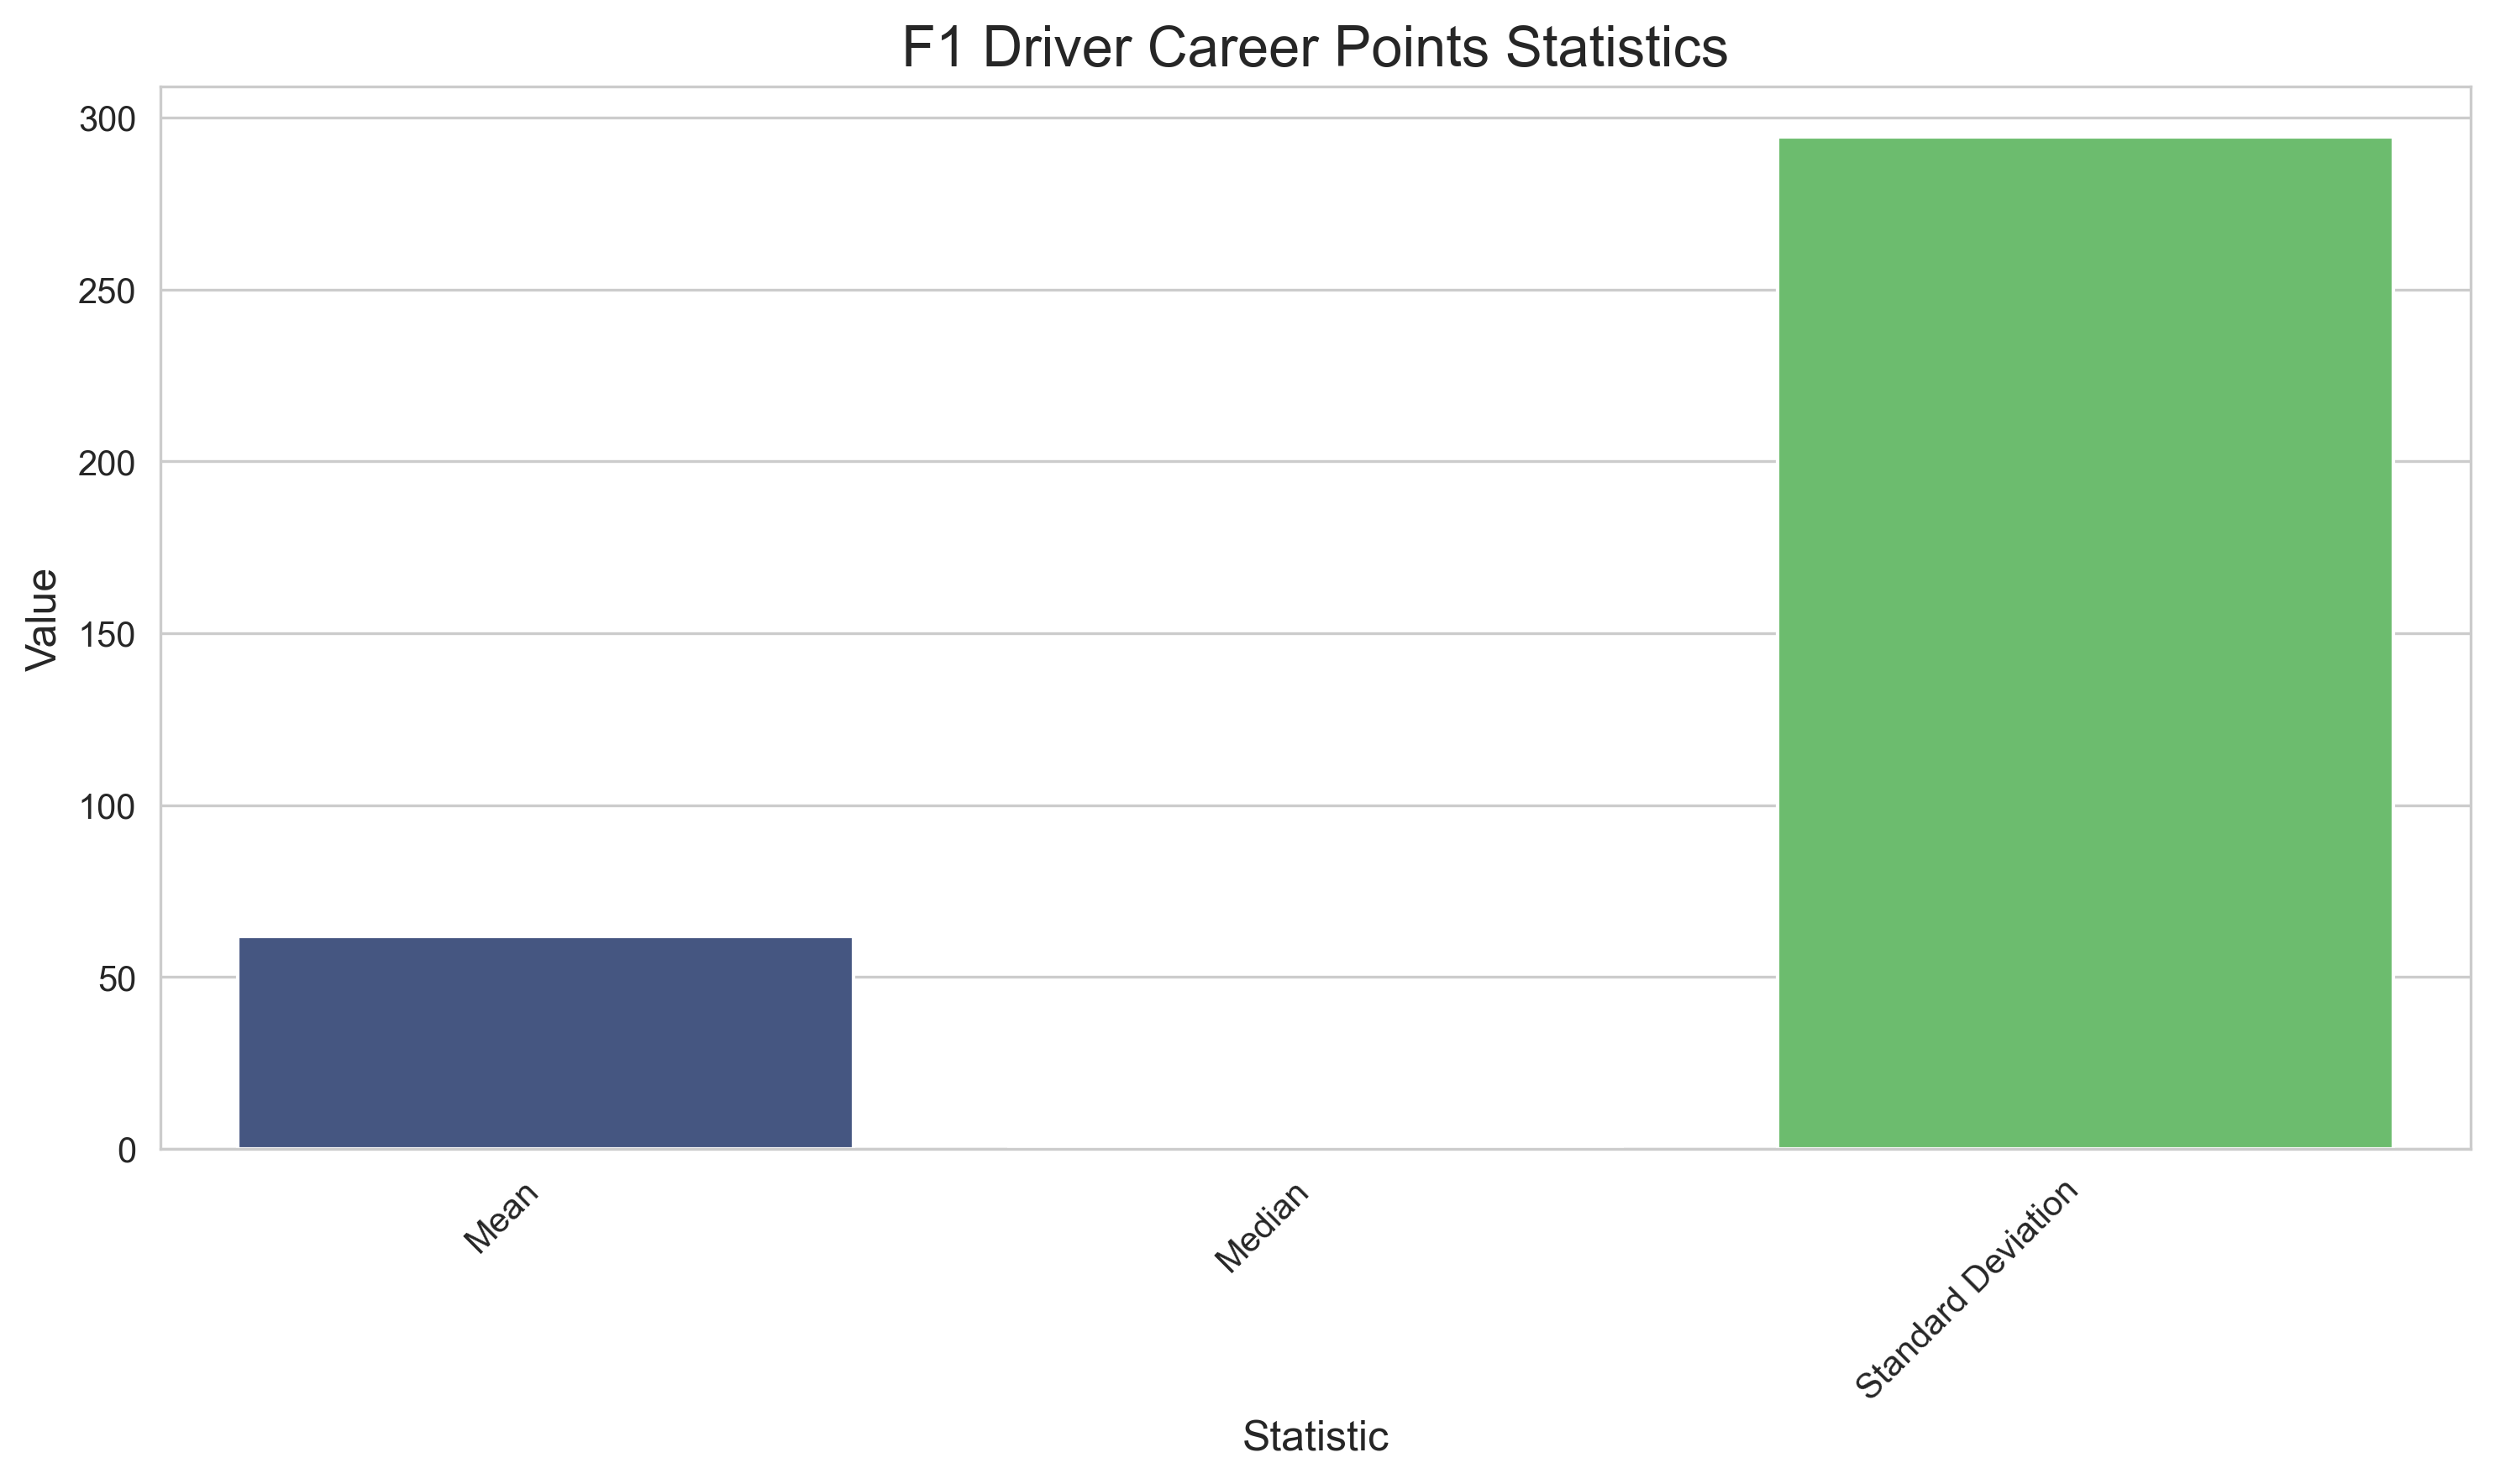 F1 Driver Career Points Statistics
300
250
200
150
100
50
0
Value
Mean
Median
Standard Deviation
Statistic